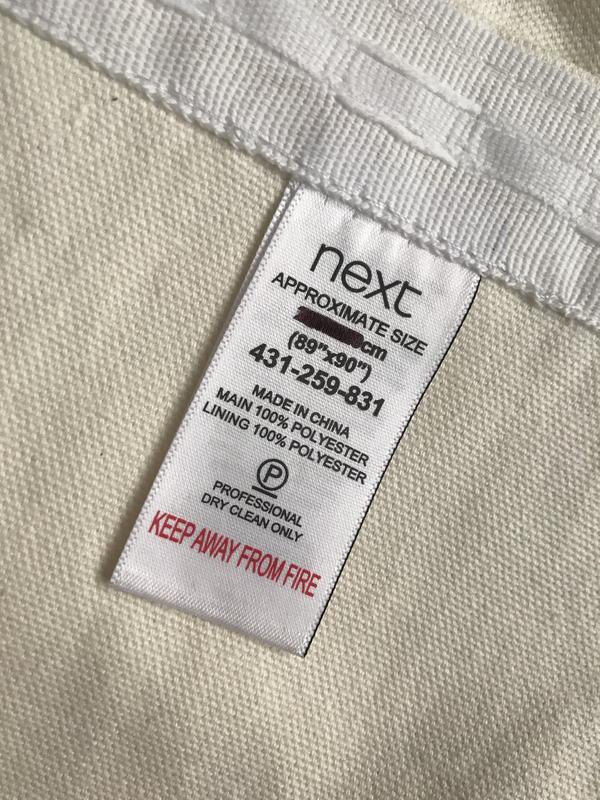 next
APPROXIMATE SIZE
cm
(89"x90")
431-259-831
MADE IN CHINA
MAIN 100% POLYESTER
LINING 100% POLYESTER
P
PROFESSIONAL
DRY CLEAN ONLY
KEEP AWAY FROM FIRE